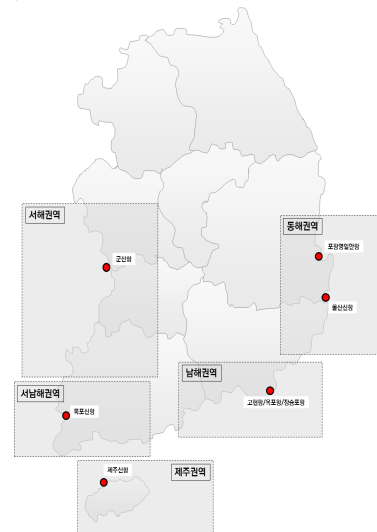 서해권역
군산항
동해권역
포항영일만항
울산신항
남해권역
고현항/옥포항/장승포항
서남해권역
목포신항
제주권역
제주신항